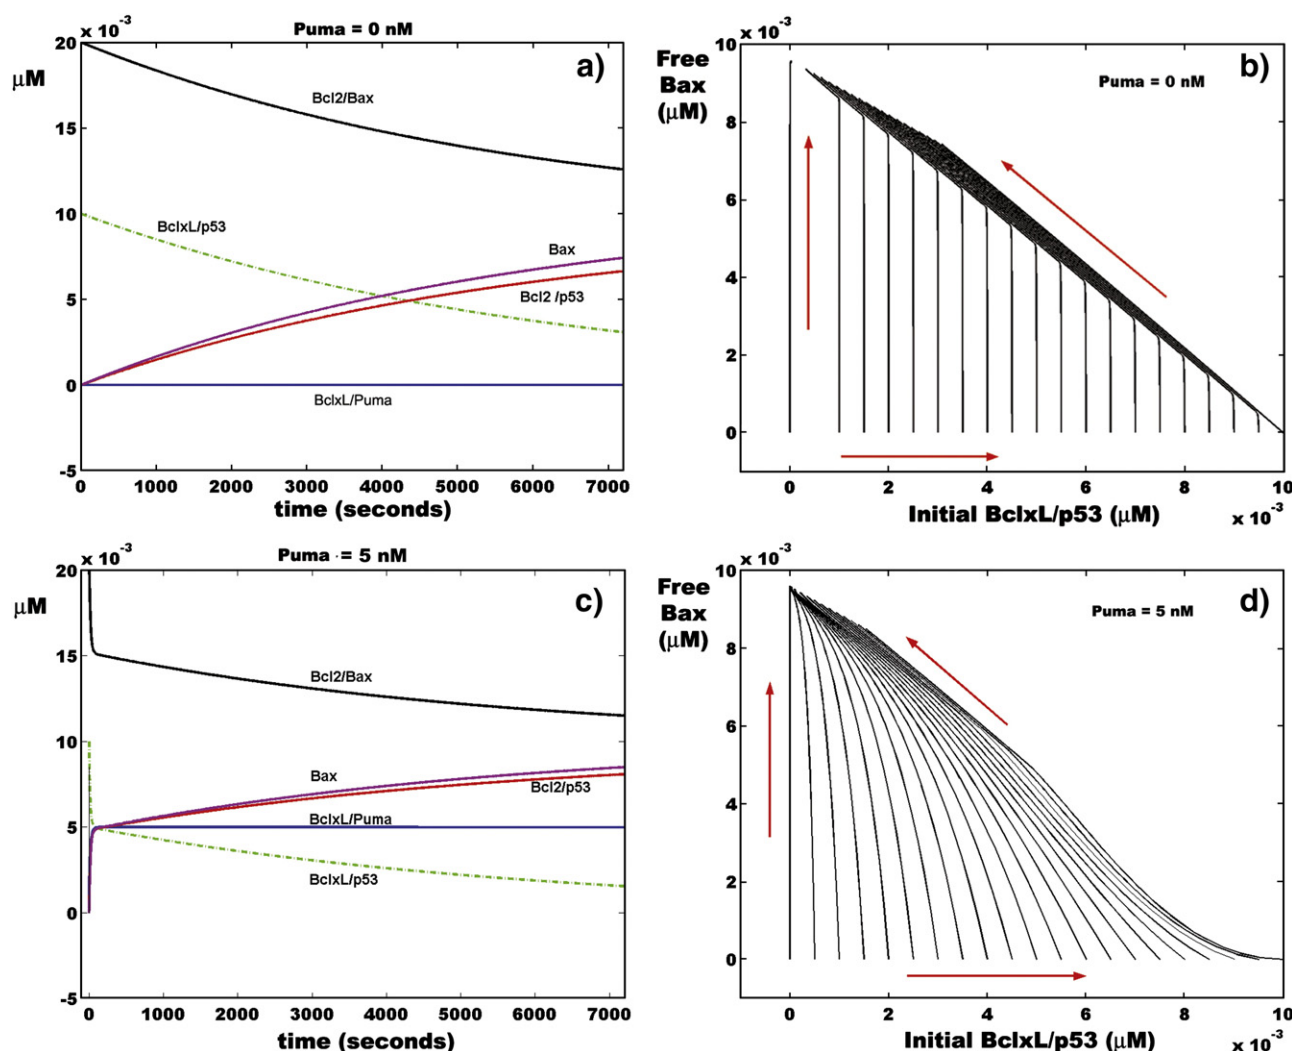 Puma = 0 nM
x 10⁻³
20
15
10
5
0
-5
μM
a)
Bcl2/Bax
BclxL/p53
Bax
Bcl2 /p53
BclxL/Puma
0 1000 2000 3000 4000 5000 6000 7000
time (seconds)
x 10⁻³
10
8
6
4
2
0
Free
Bax
(μM)
b)
Puma = 0 nM
0 2 4 6 8 10
Initial BclxL/p53 (μM)
x 10⁻³
Puma = 5 nM
x 10⁻³
20
15
10
5
0
-5
μM
c)
Bcl2/Bax
Bax
Bcl2/p53
BclxL/Puma
BclxL/p53
0 1000 2000 3000 4000 5000 6000 7000
time (seconds)
x 10⁻³
10
8
6
4
2
0
Free
Bax
(μM)
d)
Puma = 5 nM
0 2 4 6 8 10
Initial BclxL/p53 (μM)
x 10⁻³